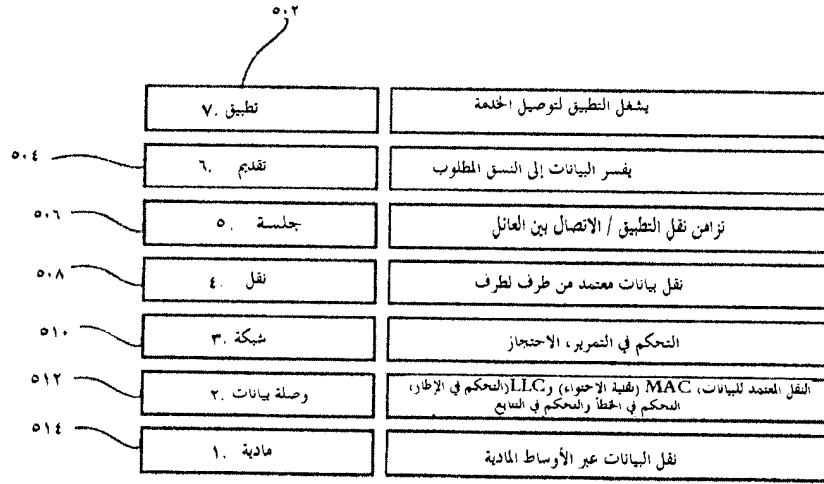 ٥٠٢
تطبيق .٧
يشغل التطبيق لتوصيل الخدمة
٥٠٤
تقديم .٦
يفسر البيانات إلى النسق المطلوب
٥٠٦
جلسة .٥
تزامن نقل التطبيق / الاتصال بين العائل
٥٠٨
نقل .٤
نقل بيانات معتمد من طرف لطرف
٥١٠
شبكة .٣
التحكم في التمرير، الاحتجاز
٥١٢
وصلة بيانات .٢
النقل المعتمد للبيانات، MAC (تقنية الاحتواء) وLLC(التحكم في الإطار،
التحكم في الخطأ والتحكم في التتابع
٥١٤
مادية .١
نقل البيانات عبر الأوساط المادية